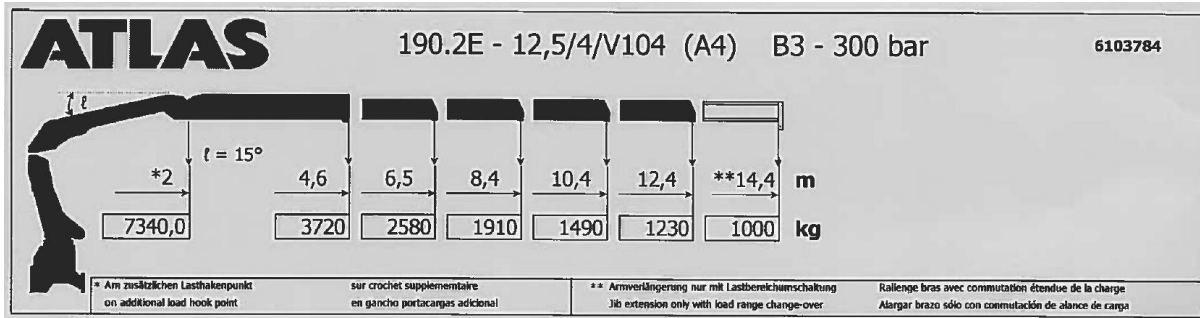 ATLAS 190.2E - 12,5/4/V104 (A4) B3 - 300 bar 6103784
ℓ
ℓ = 15°
*2 4,6 6,5 8,4 10,4 12,4 **14,4 m
7340,0 3720 2580 1910 1490 1230 1000 kg
* Am zusätzlichen Lasthakenpunkt sur crochet supplementaire ** Armverlängerung nur mit Lastbereichumschaltung Rallenge bras avec commutation étendue de la charge
on additional load hook point en gancho portacargas adicional Jib extension only with load range change-over Alargar brazo sólo con conmutación de alance de carga